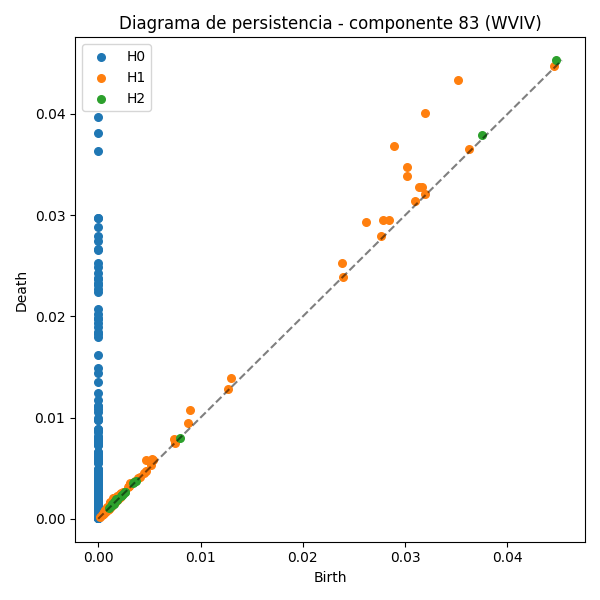 Diagrama de persistencia - componente 83 (WVIV)
H0
H1
H2
0.04
0.03
0.02
0.01
0.00
Death
0.00 0.01 0.02 0.03 0.04
Birth